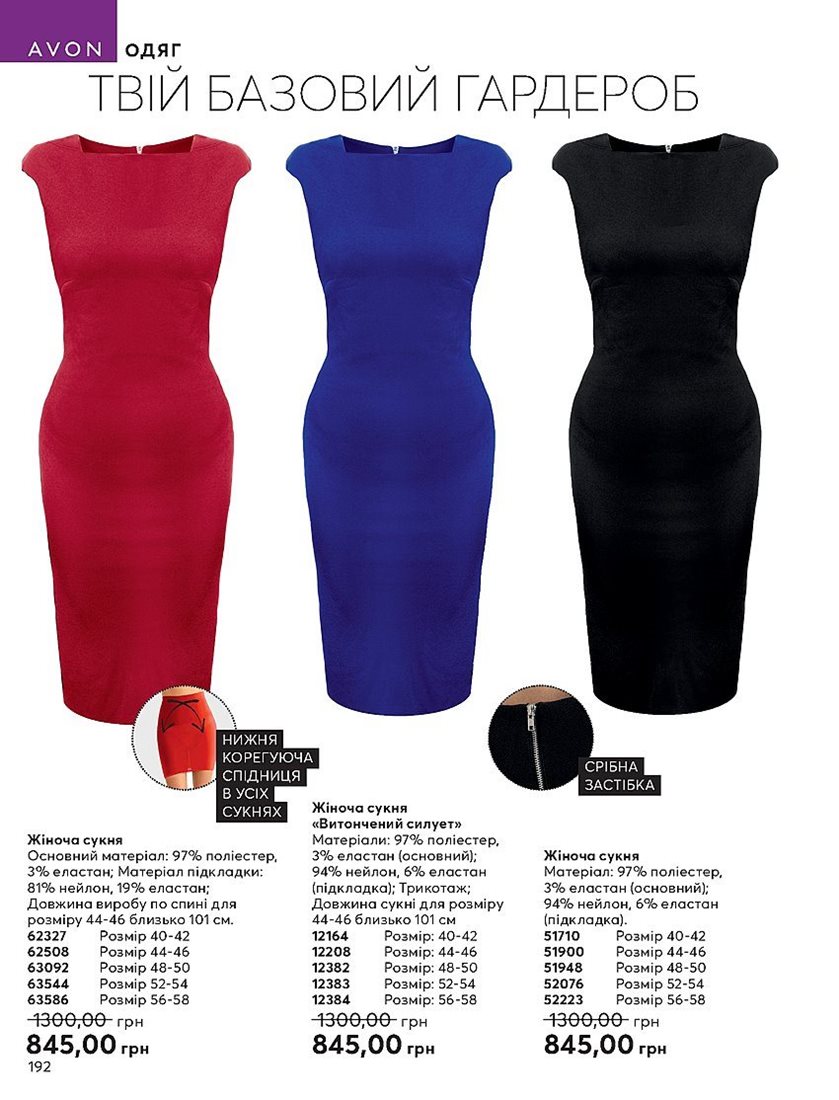 AVON ОДЯГ
ТВІЙ БАЗОВИЙ ГАРДЕРОБ
НИЖНЯ
КОРЕГУЮЧА
СПІДНИЦЯ
В УСІХ
СУКНЯХ
СРІБНА
ЗАСТІБКА
Жіноча сукня
Основний матеріал: 97% поліестер,
3% еластан; Матеріал підкладки:
81% нейлон, 19% еластан;
Довжина виробу по спині для
розміру 44-46 близько 101 см.
62327 Розмір 40-42
62508 Розмір 44-46
63092 Розмір 48-50
63544 Розмір 52-54
63586 Розмір 56-58
1300,00 грн
845,00 грн
Жіноча сукня
«Витончений силует»
Матеріали: 97% поліестер,
3% еластан (основний);
94% нейлон, 6% еластан
(підкладка); Трикотаж;
Довжина сукні для розміру
44-46 близько 101 см
12164 Розмір: 40-42
12208 Розмір: 44-46
12382 Розмір: 48-50
12383 Розмір: 52-54
12384 Розмір: 56-58
1300,00 грн
845,00 грн
Жіноча сукня
Матеріал: 97% поліестер,
3% еластан (основний);
94% нейлон, 6% еластан
(підкладка).
51710 Розмір 40-42
51900 Розмір 44-46
51948 Розмір 48-50
52076 Розмір 52-54
52223 Розмір 56-58
1300,00 грн
845,00 грн
192